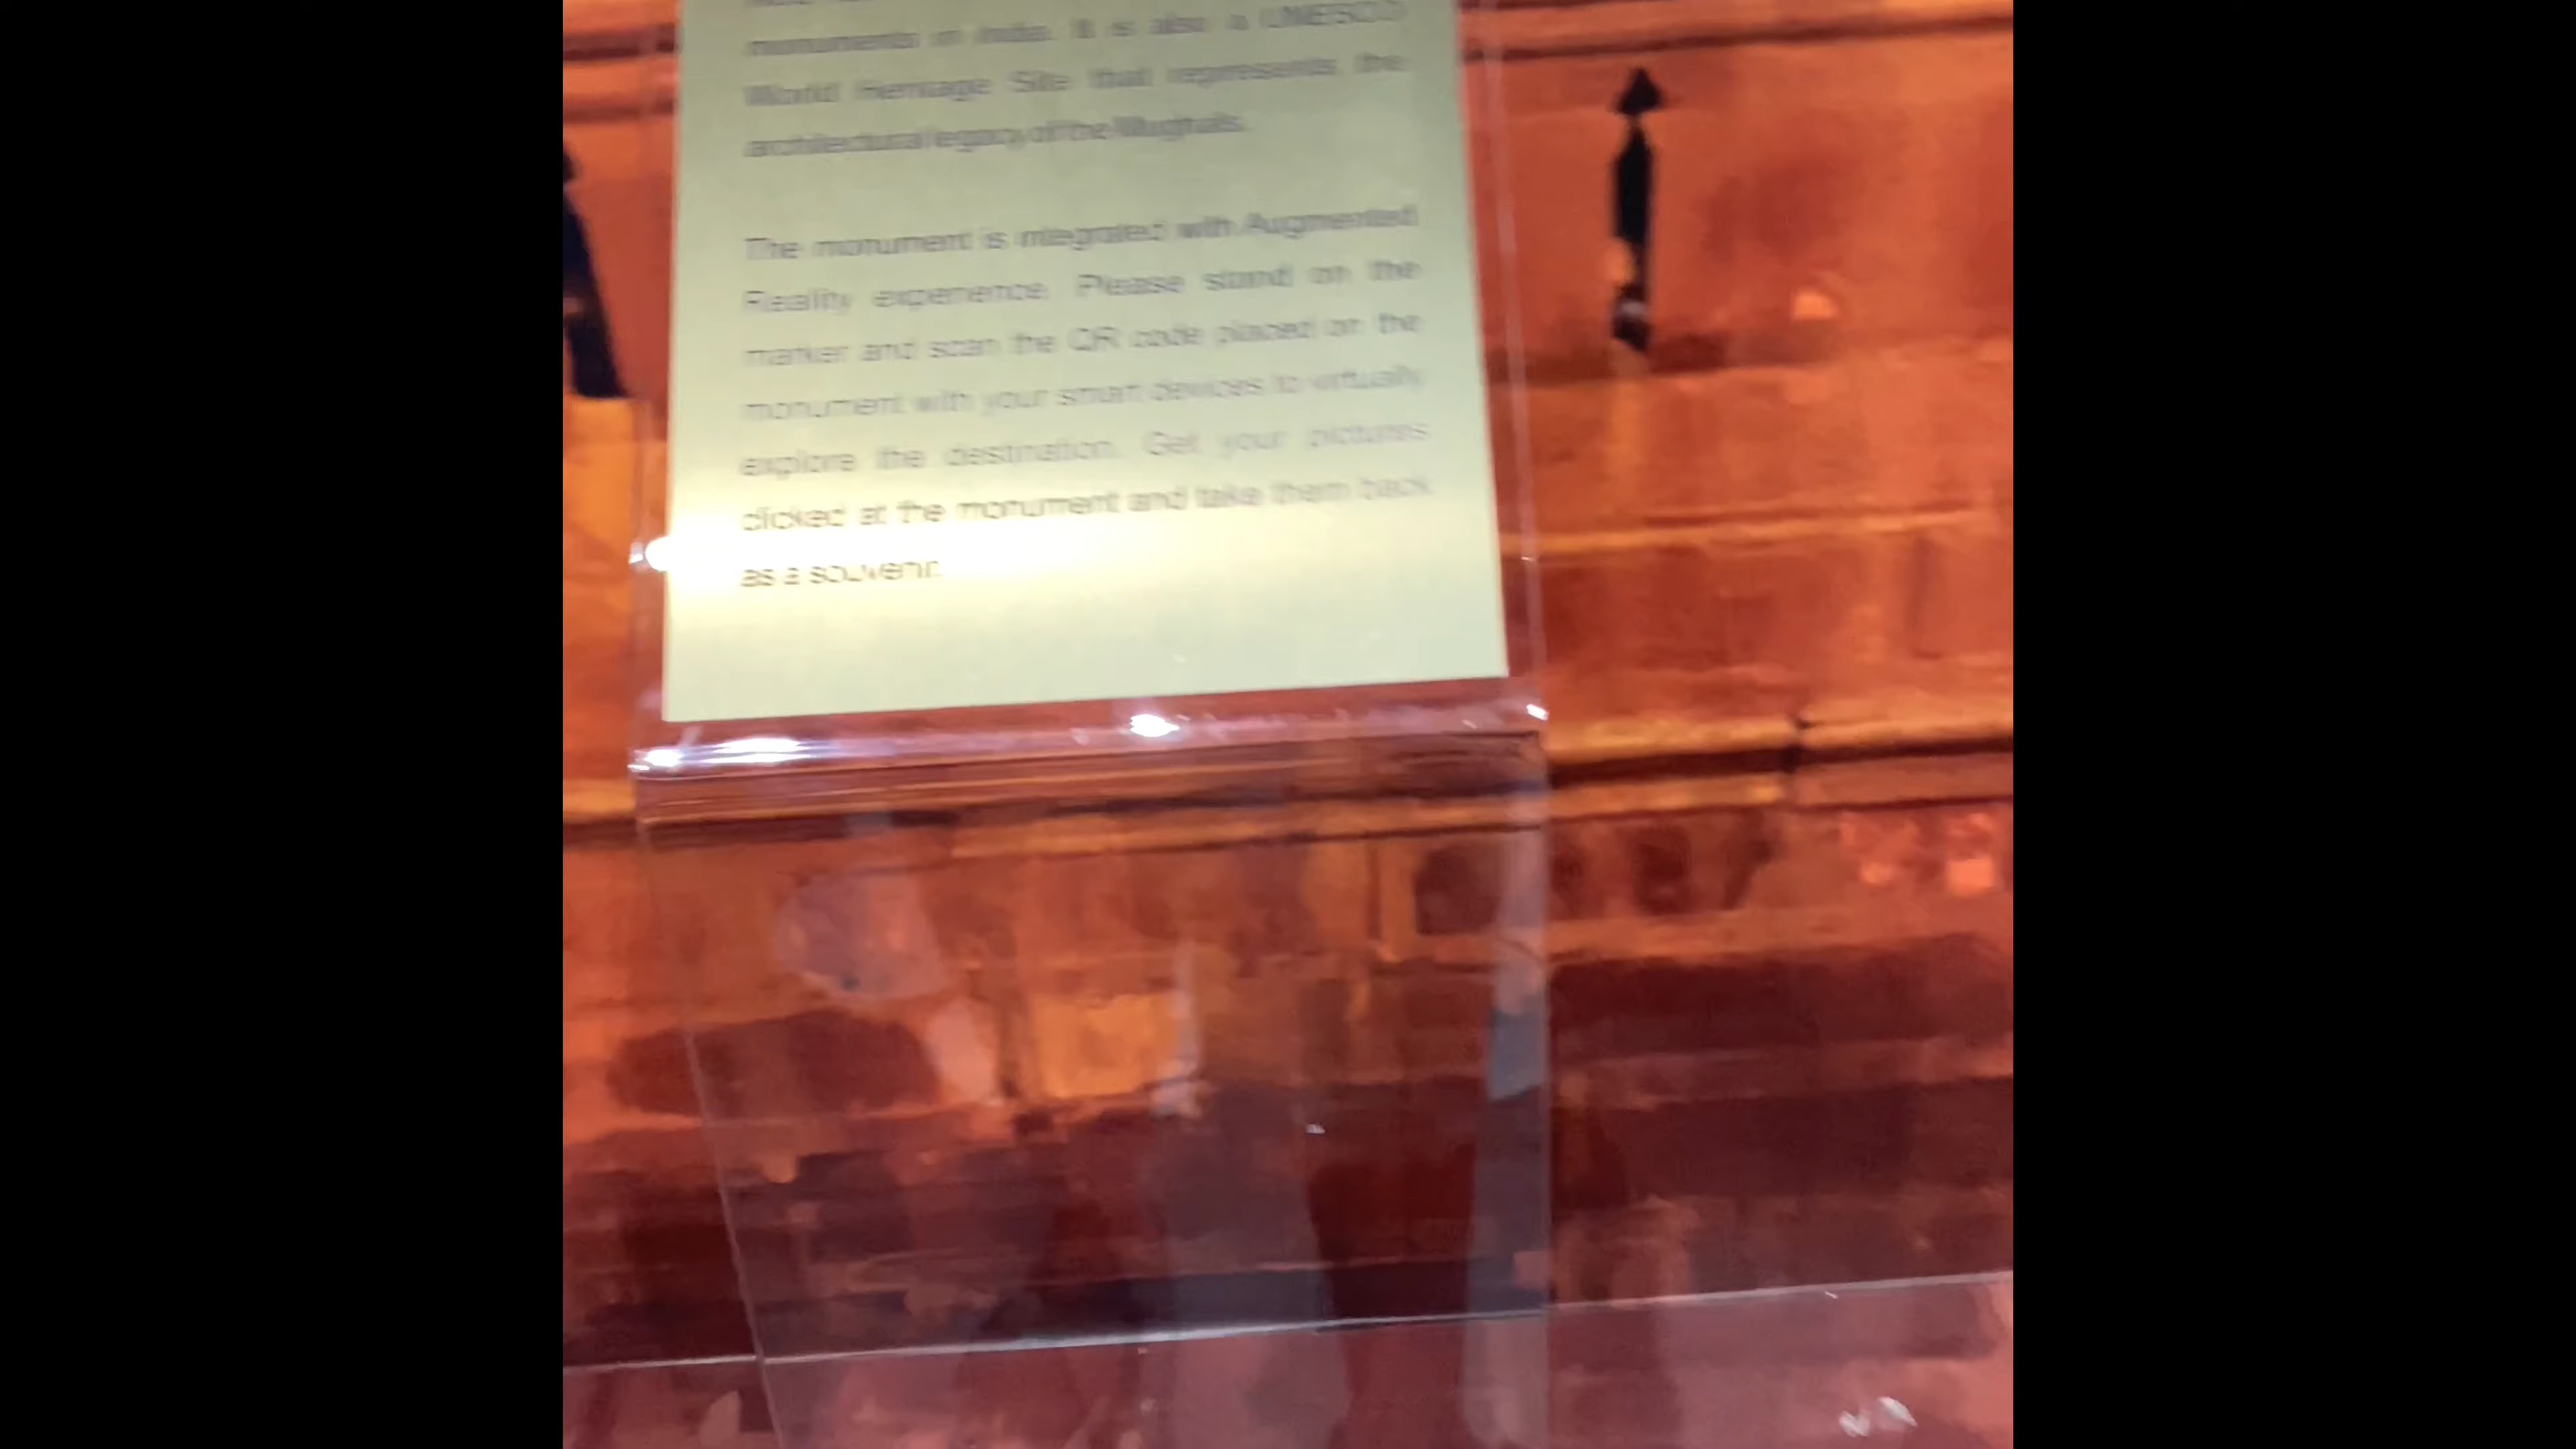 monuments in India. It is also a UNESCO
World Heritage Site that represents the
architectural legacy of the Mughals.
The monument is integrated with Augmented
Reality experience. Please stand on the
marker and scan the QR code placed on the
monument with your smart devices to virtually
explore the destination. Get your pictures
clicked at the monument and take them back
as a souvenir.